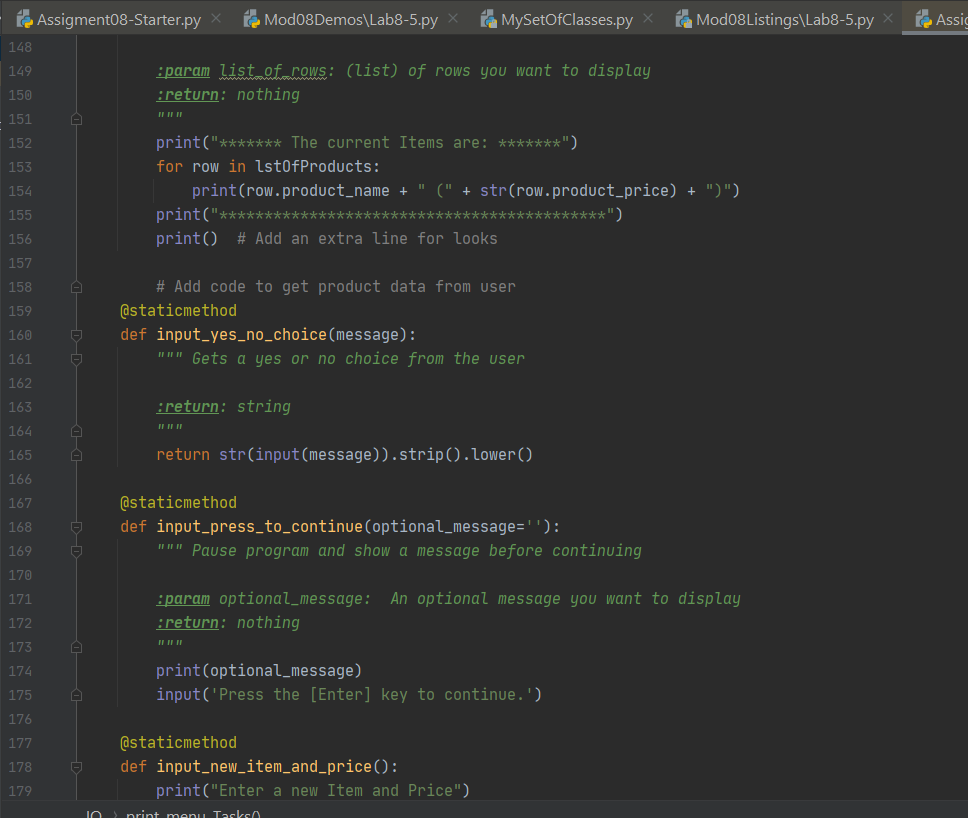 Assigment08-Starter.py × Mod08Demos\Lab8-5.py × MySetOfClasses.py × Mod08Listings\Lab8-5.py × Assig
148
149 :param list_of_rows: (list) of rows you want to display
150 :return: nothing
151 """
152 print("******* The current Items are: *******")
153 for row in lstOfProducts:
154 print(row.product_name + " (" + str(row.product_price) + ")")
155 print("*******************************************")
156 print()  # Add an extra line for looks
157
158 # Add code to get product data from user
159 @staticmethod
160 def input_yes_no_choice(message):
161 """ Gets a yes or no choice from the user
162
163 :return: string
164 """
165 return str(input(message)).strip().lower()
166
167 @staticmethod
168 def input_press_to_continue(optional_message=''):
169 """ Pause program and show a message before continuing
170
171 :param optional_message:  An optional message you want to display
172 :return: nothing
173 """
174 print(optional_message)
175 input('Press the [Enter] key to continue.')
176
177 @staticmethod
178 def input_new_item_and_price():
179 print("Enter a new Item and Price")
IO › print_menu_Tasks()